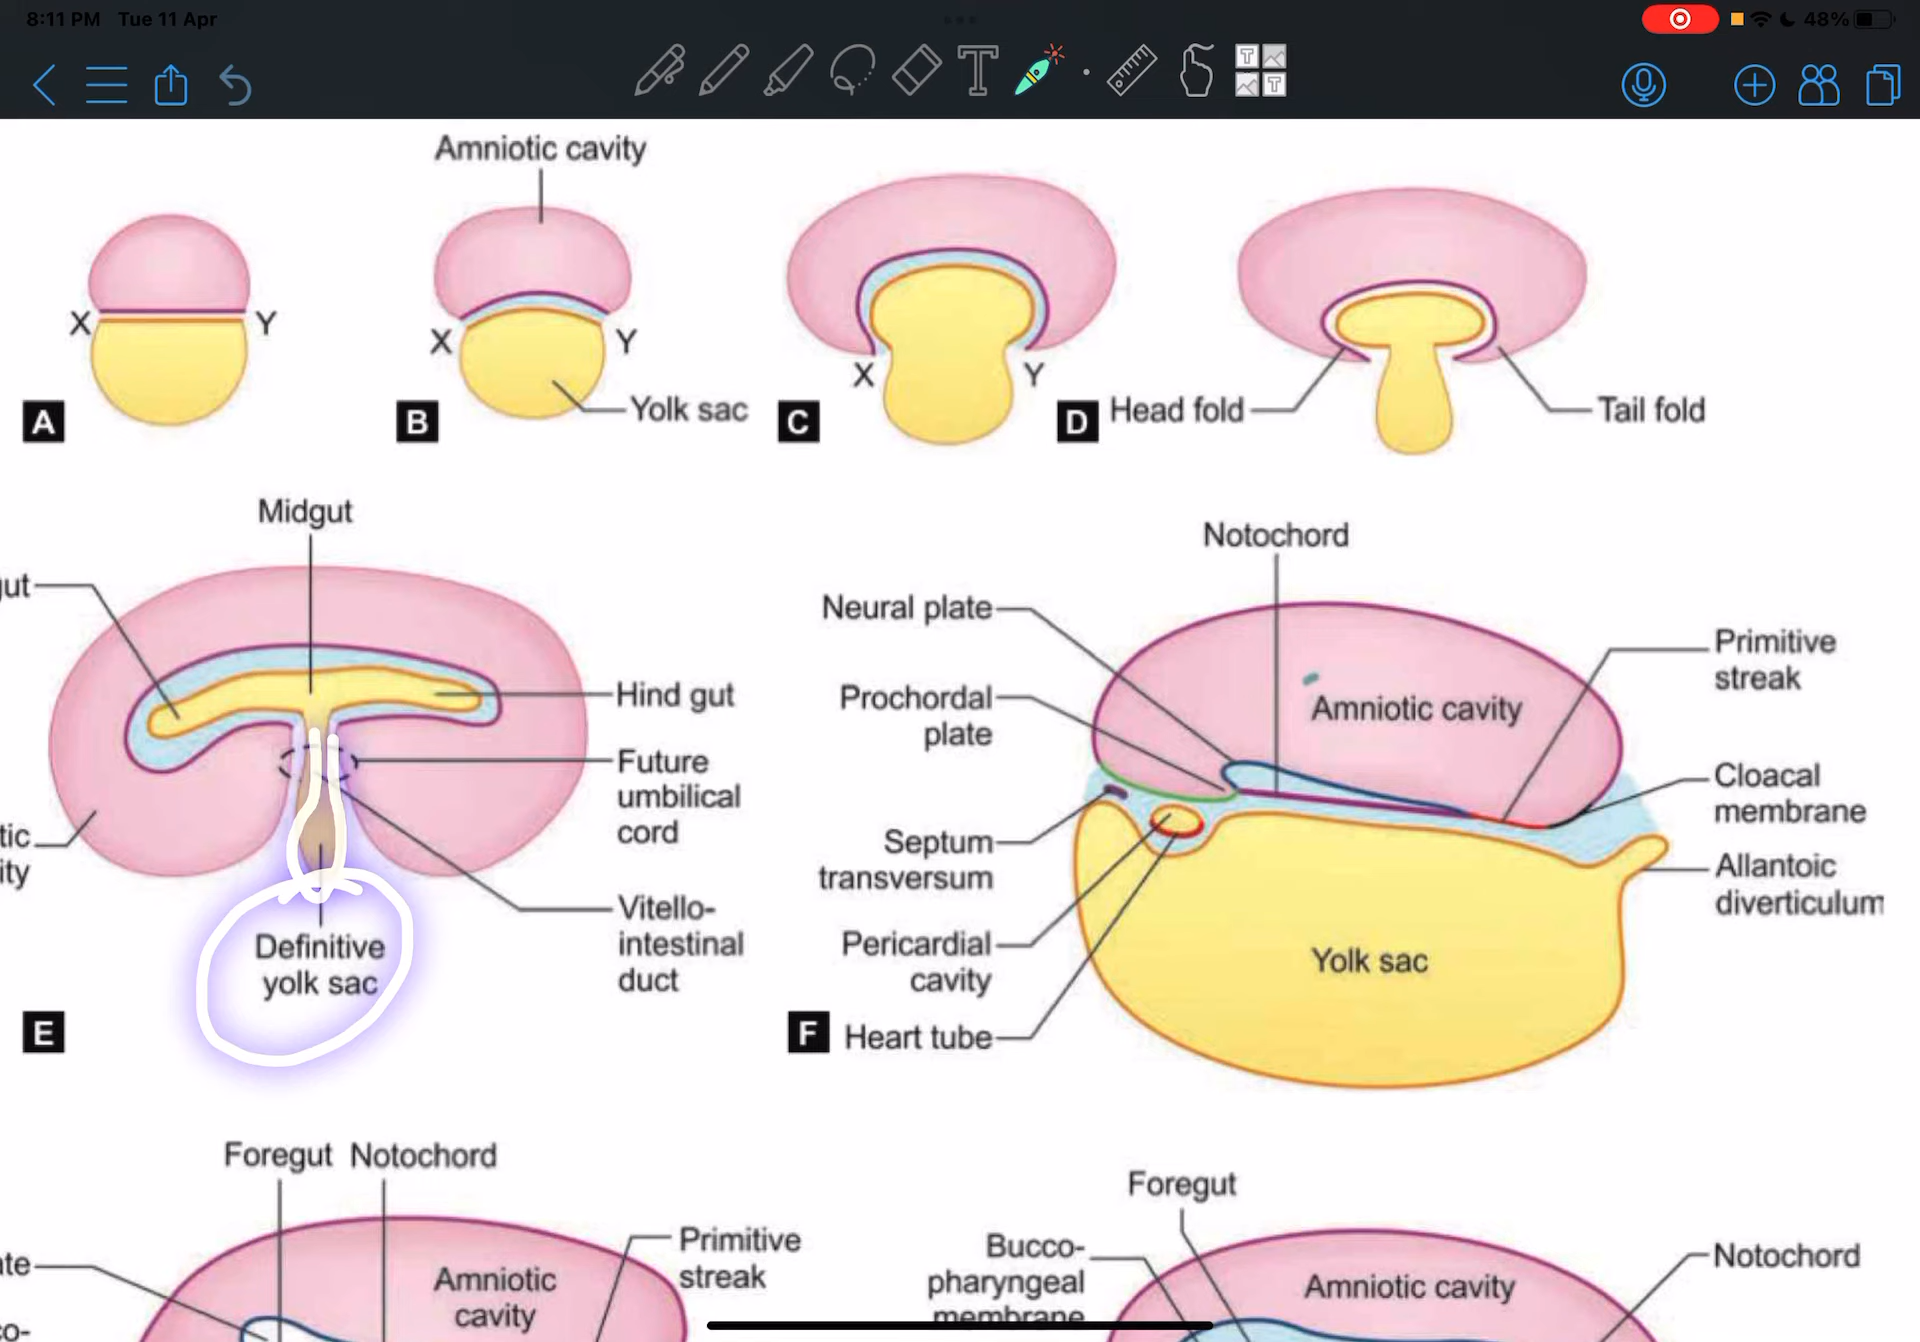 8:11 PM Tue 11 Apr
48%
Amniotic cavity
X
Y
X
Y
X
Y
A
B
Yolk sac
C
D
Head fold
Tail fold
Midgut
Notochord
Neural plate
Primitive
streak
Prochordal
plate
Amniotic cavity
Hind gut
Future
umbilical
cord
Cloacal
membrane
Septum
transversum
Allantoic
diverticulum
tic
ity
Vitello-
intestinal
duct
Definitive
yolk sac
Pericardial
cavity
Yolk sac
E
F
Heart tube
Foregut Notochord
Foregut
Primitive
streak
Amniotic
cavity
Bucco-
pharyngeal
membrane
Amniotic cavity
Notochord